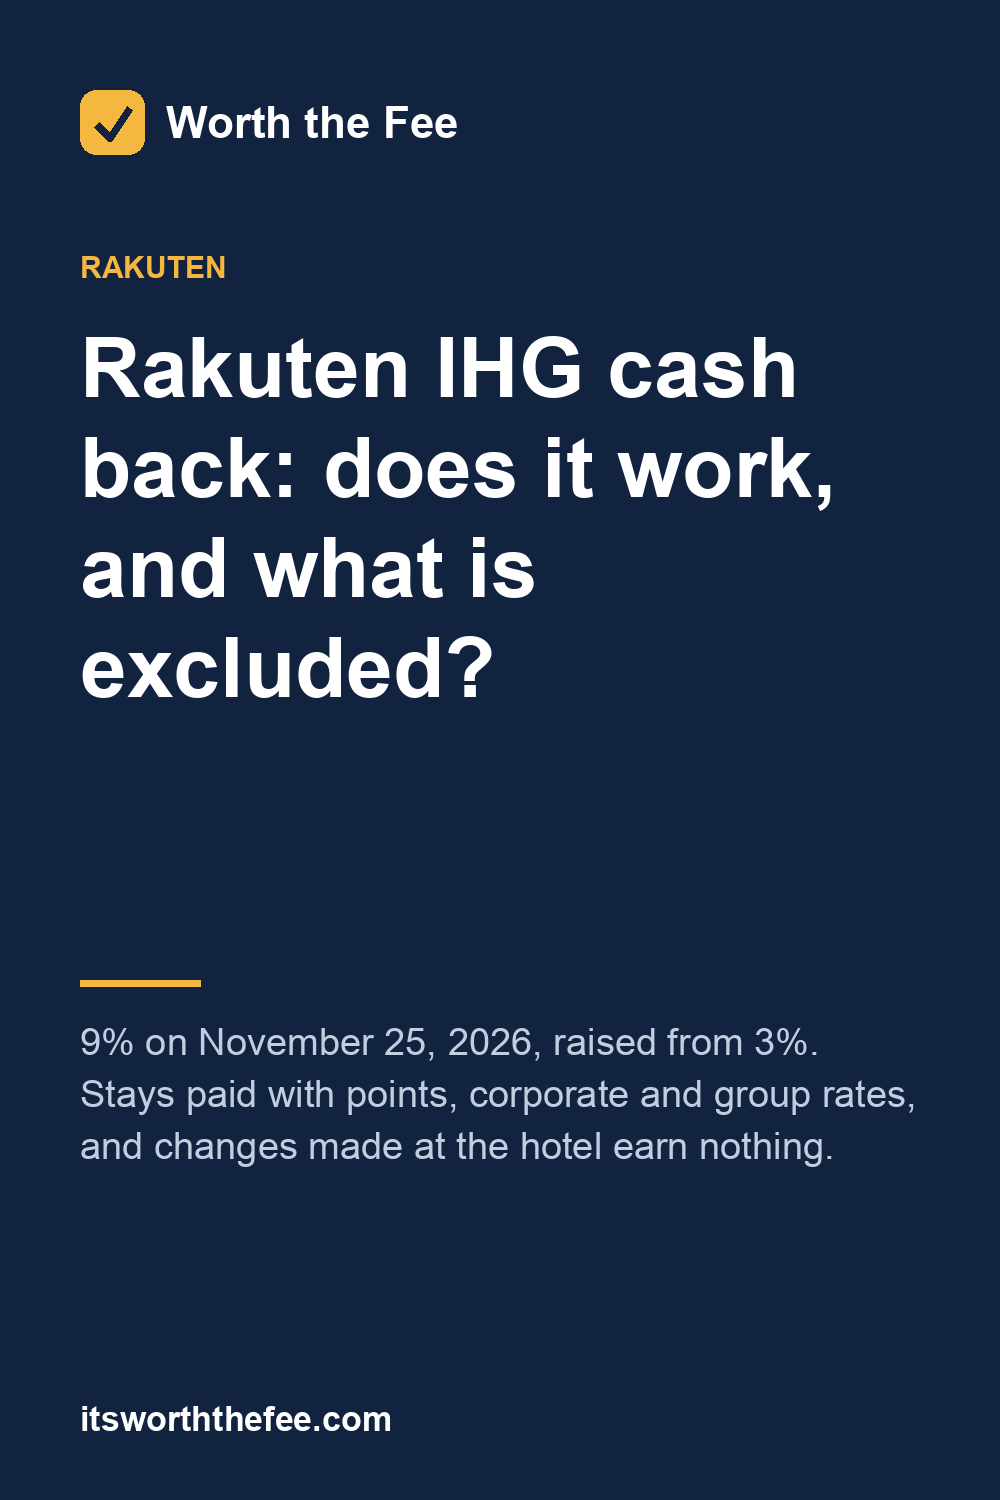 Worth the Fee
RAKUTEN
Rakuten IHG cash
back: does it work,
and what is
excluded?
9% on November 25, 2026, raised from 3%.
Stays paid with points, corporate and group rates,
and changes made at the hotel earn nothing.
itsworththefee.com